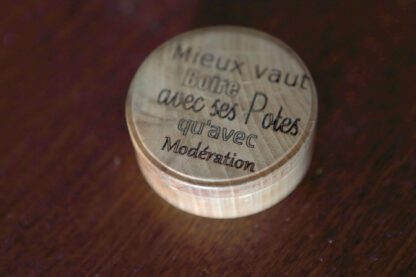 Mieux vaut
Boire
avec ses Potes
qu'avec
Modération